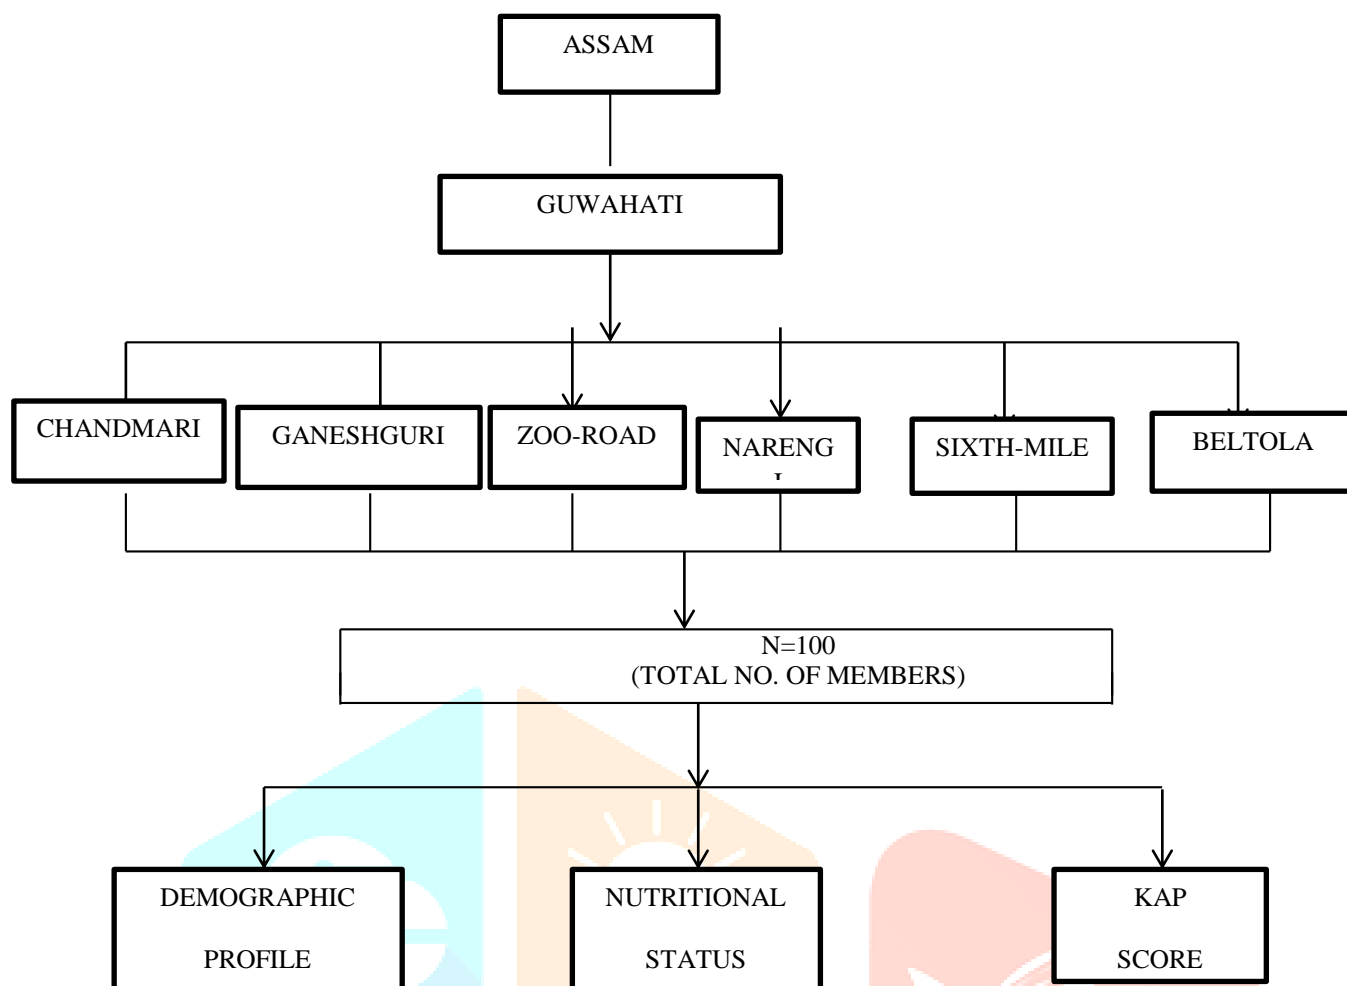 ASSAM
GUWAHATI
CHANDMARI
GANESHGURI
ZOO-ROAD
NARENG
SIXTH-MILE
BELTOLA
N=100
(TOTAL NO. OF MEMBERS)
DEMOGRAPHIC
PROFILE
NUTRITIONAL
STATUS
KAP
SCORE